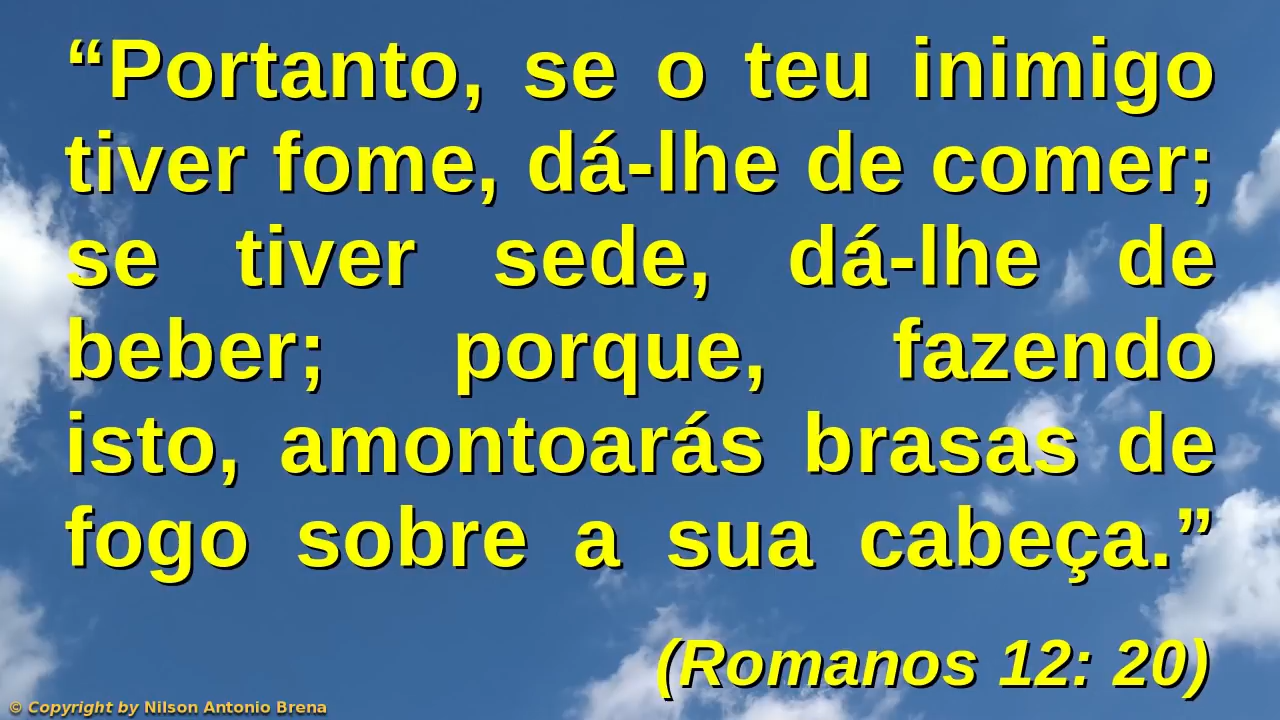 “Portanto, se o teu inimigo
tiver fome, dá-lhe de comer;
se tiver sede, dá-lhe de
beber; porque, fazendo
isto, amontoarás brasas de
fogo sobre a sua cabeça.”
(Romanos 12: 20)
© Copyright by Nilson Antonio Brena